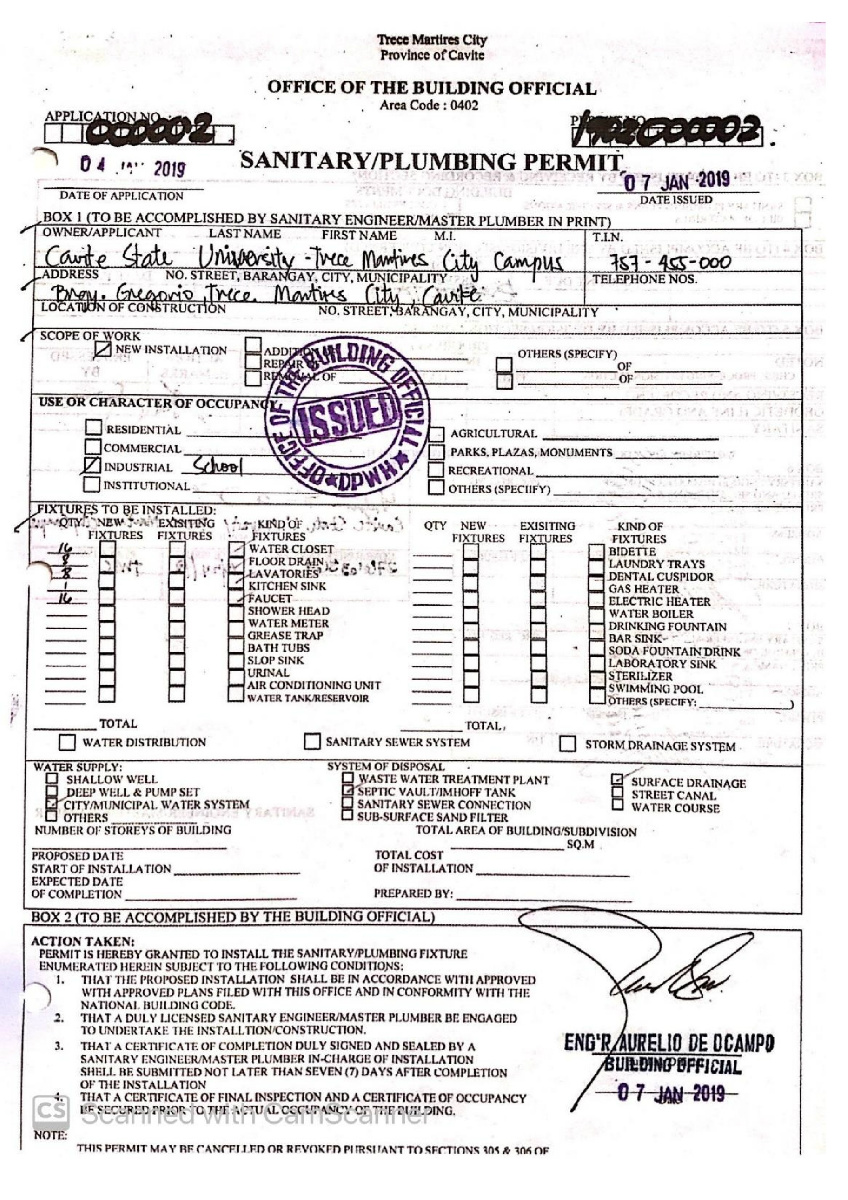 Trece Martires City
Province of Cavite
OFFICE OF THE BUILDING OFFICIAL
Area Code : 0402
APPLICATION NO.
000002
1902000002.
04 2019
SANITARY/PLUMBING PERMIT
07 JAN 2019
DATE OF APPLICATION
DATE ISSUED
BOX 1 (TO BE ACCOMPLISHED BY SANITARY ENGINEER/MASTER PLUMBER IN PRINT)
OWNER/APPLICANT LAST NAME FIRST NAME M.I. T.I.N.
Cavite State University - Trece Martires City Campus 757-455-000
ADDRESS NO. STREET, BARANGAY, CITY, MUNICIPALITY TELEPHONE NOS.
Brgy. Gregorio, Trece Martires City, Cavite
LOCATION OF CONSTRUCTION NO. STREET, BARANGAY, CITY, MUNICIPALITY
SCOPE OF WORK
NEW INSTALLATION
ADDITION OF
REPAIR OF
REMOVAL OF
OTHERS (SPECIFY)
OF
OF
OFFICE OF THE BUILDING OFFICIAL
ISSUED
DPWH
USE OR CHARACTER OF OCCUPANCY
RESIDENTIAL
COMMERCIAL
INDUSTRIAL School
INSTITUTIONAL
AGRICULTURAL
PARKS, PLAZAS, MONUMENTS
RECREATIONAL
OTHERS (SPECIIFY)
FIXTURES TO BE INSTALLED:
QTY NEW FIXTURES EXISITING FIXTURES KIND OF FIXTURES
16 WATER CLOSET
8 FLOOR DRAIN
8 LAVATORIES
1 KITCHEN SINK
16 FAUCET
SHOWER HEAD
WATER METER
GREASE TRAP
BATH TUBS
SLOP SINK
URINAL
AIR CONDITIONING UNIT
WATER TANK/RESERVOIR
QTY NEW FIXTURES EXISITING FIXTURES KIND OF FIXTURES
BIDETTE
LAUNDRY TRAYS
DENTAL CUSPIDOR
GAS HEATER
ELECTRIC HEATER
WATER BOILER
DRINKING FOUNTAIN
BAR SINK
SODA FOUNTAIN DRINK
LABORATORY SINK
STERILIZER
SWIMMING POOL
OTHERS (SPECIFY: )
TOTAL TOTAL
WATER DISTRIBUTION SANITARY SEWER SYSTEM STORM DRAINAGE SYSTEM
WATER SUPPLY:
SHALLOW WELL
DEEP WELL & PUMP SET
CITY/MUNICIPAL WATER SYSTEM
OTHERS
SYSTEM OF DISPOSAL
WASTE WATER TREATMENT PLANT
SEPTIC VAULT/IMHOFF TANK
SANITARY SEWER CONNECTION
SUB-SURFACE SAND FILTER
SURFACE DRAINAGE
STREET CANAL
WATER COURSE
NUMBER OF STOREYS OF BUILDING
TOTAL AREA OF BUILDING/SUBDIVISION
SQ.M
PROPOSED DATE
START OF INSTALLATION
TOTAL COST
OF INSTALLATION
EXPECTED DATE
OF COMPLETION
PREPARED BY:
BOX 2 (TO BE ACCOMPLISHED BY THE BUILDING OFFICIAL)
ACTION TAKEN:
PERMIT IS HEREBY GRANTED TO INSTALL THE SANITARY/PLUMBING FIXTURE
ENUMERATED HEREIN SUBJECT TO THE FOLLOWING CONDITIONS:
1. THAT THE PROPOSED INSTALLATION SHALL BE IN ACCORDANCE WITH APPROVED
WITH APPROVED PLANS FILED WITH THIS OFFICE AND IN CONFORMITY WITH THE
NATIONAL BUILDING CODE.
2. THAT A DULY LICENSED SANITARY ENGINEER/MASTER PLUMBER BE ENGAGED
TO UNDERTAKE THE INSTALLTION/CONSTRUCTION.
3. THAT A CERTIFICATE OF COMPLETION DULY SIGNED AND SEALED BY A
SANITARY ENGINEER/MASTER PLUMBER IN-CHARGE OF INSTALLATION
SHALL BE SUBMITTED NOT LATER THAN SEVEN (7) DAYS AFTER COMPLETION
OF THE INSTALLATION
4. THAT A CERTIFICATE OF FINAL INSPECTION AND A CERTIFICATE OF OCCUPANCY
BE SECURED PRIOR TO THE ACTUAL OCCUPANCY OF THE BUILDING.
ENG'R. AURELIO DE OCAMPO
BUILDING OFFICIAL
07 JAN 2019
CS Scanned with CamScanner
NOTE:
THIS PERMIT MAY BE CANCELLED OR REVOKED PURSUANT TO SECTIONS 305 & 306 OF